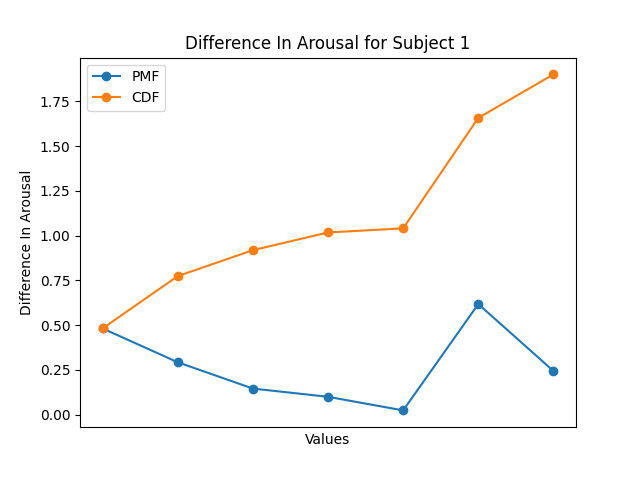 Difference In Arousal for Subject 1
PMF
CDF
1.75
1.50
1.25
1.00
0.75
0.50
0.25
0.00
Difference In Arousal
Values